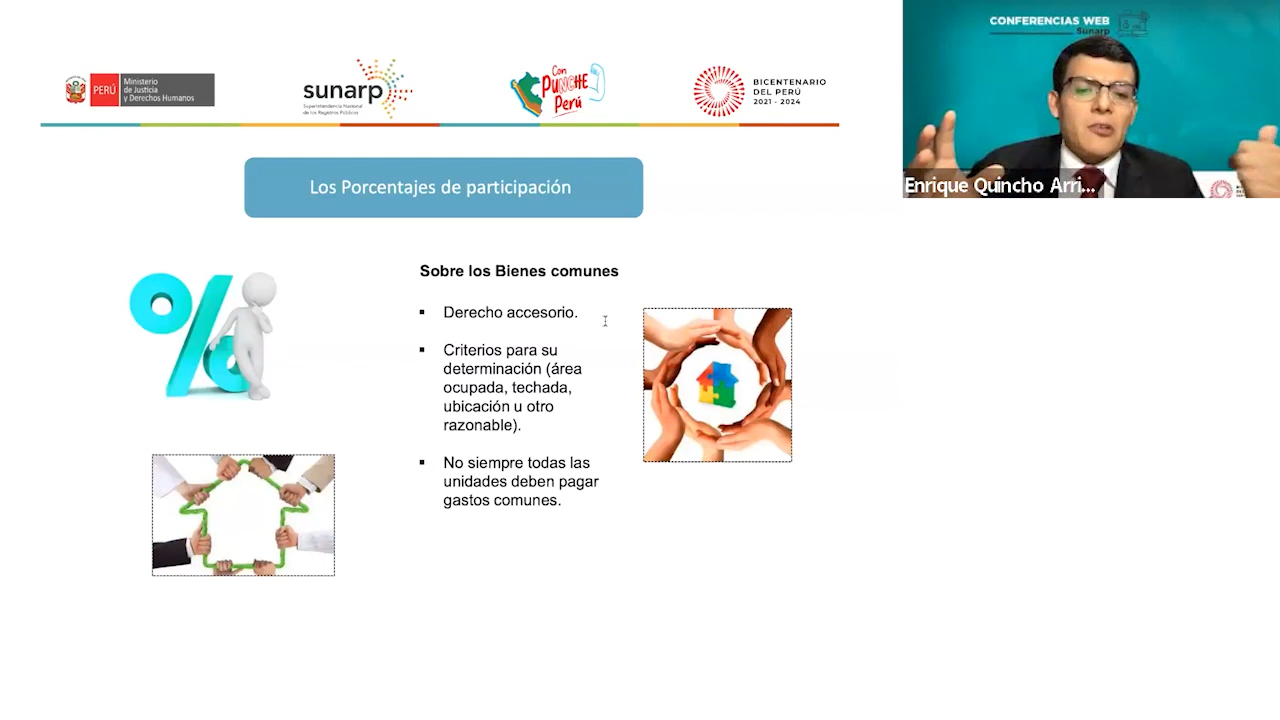 PERÚ
Ministerio
de Justicia
y Derechos Humanos
sunarp
Superintendencia Nacional
de los Registros Públicos
Con
PUNCHE
Perú
BICENTENARIO
DEL PERÚ
2021 - 2024
CONFERENCIAS WEB
Sunarp
Enrique Quincho Arri...
Los Porcentajes de participación
%
Sobre los Bienes comunes
▪ Derecho accesorio.
▪ Criterios para su
determinación (área
ocupada, techada,
ubicación u otro
razonable).
▪ No siempre todas las
unidades deben pagar
gastos comunes.